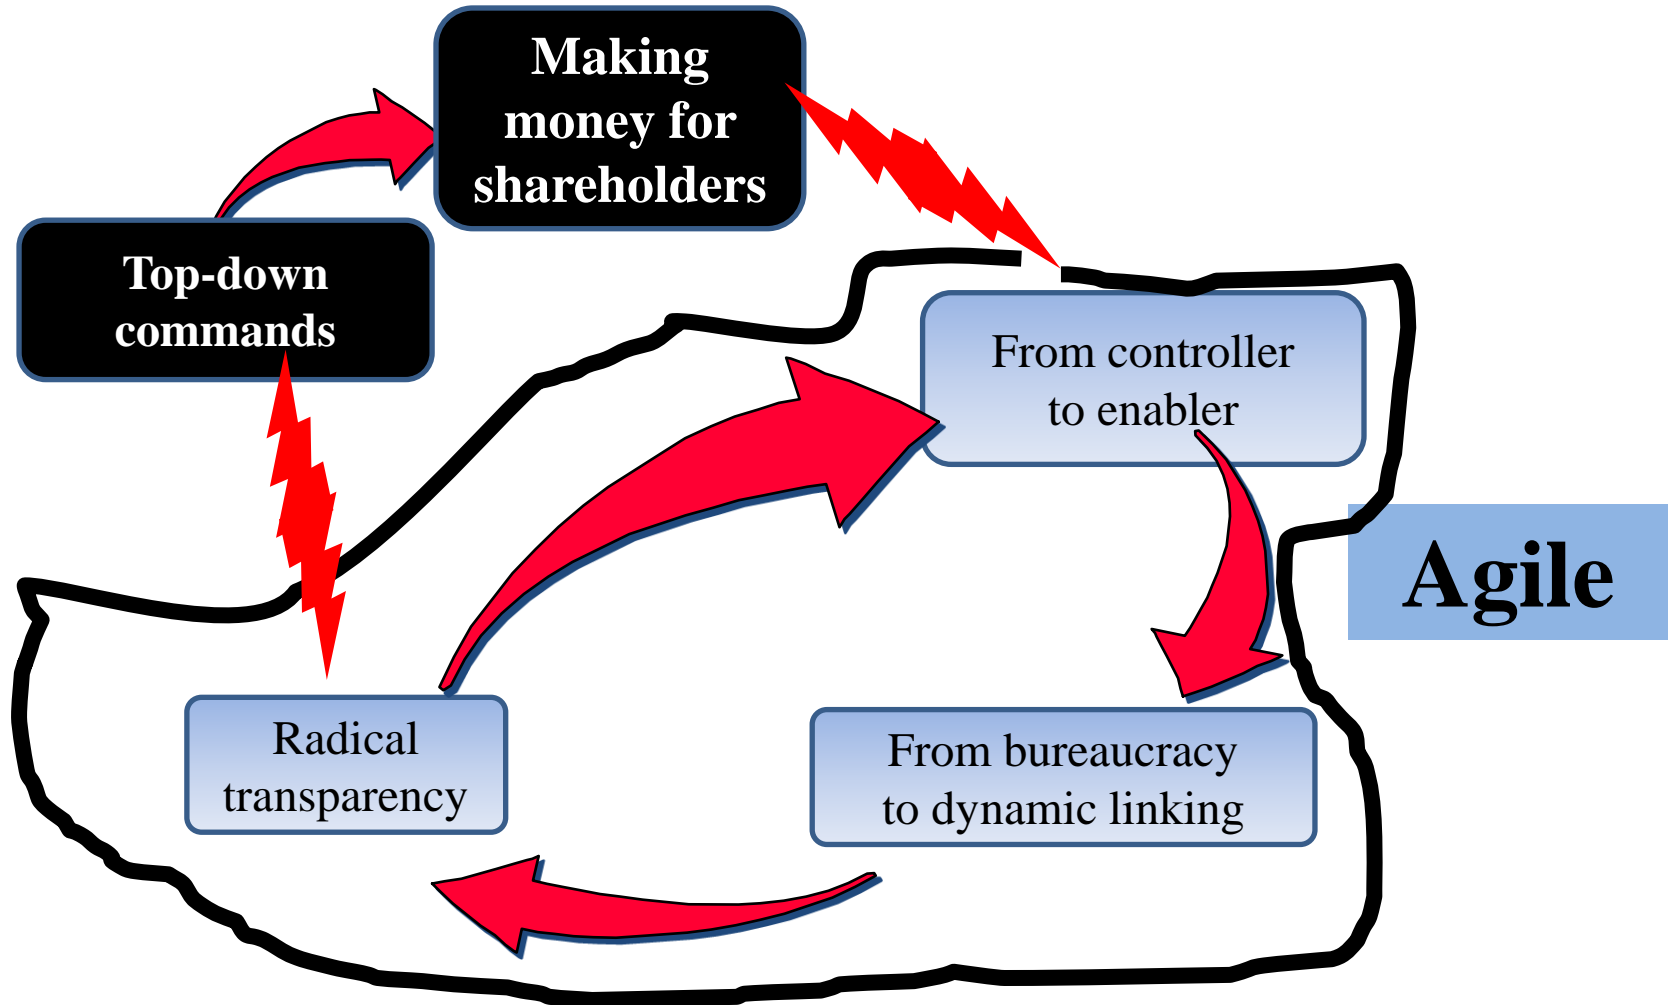 Making
money for
shareholders
Top-down
commands
From controller
to enabler
Agile
Radical
transparency
From bureaucracy
to dynamic linking